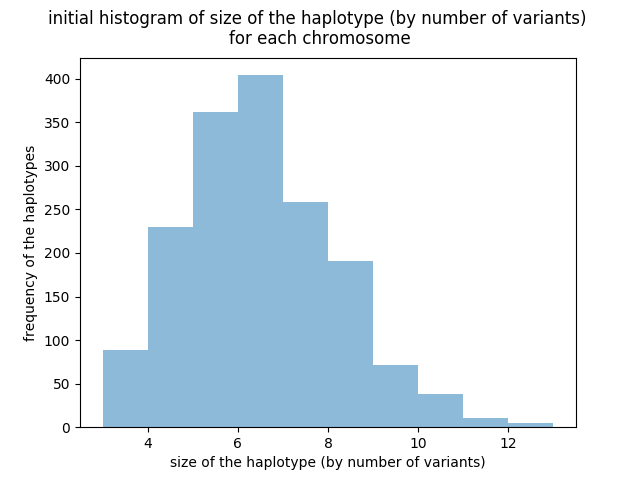 initial histogram of size of the haplotype (by number of variants)
for each chromosome
400
350
300
250
200
150
100
50
0
frequency of the haplotypes
4 6 8 10 12
size of the haplotype (by number of variants)